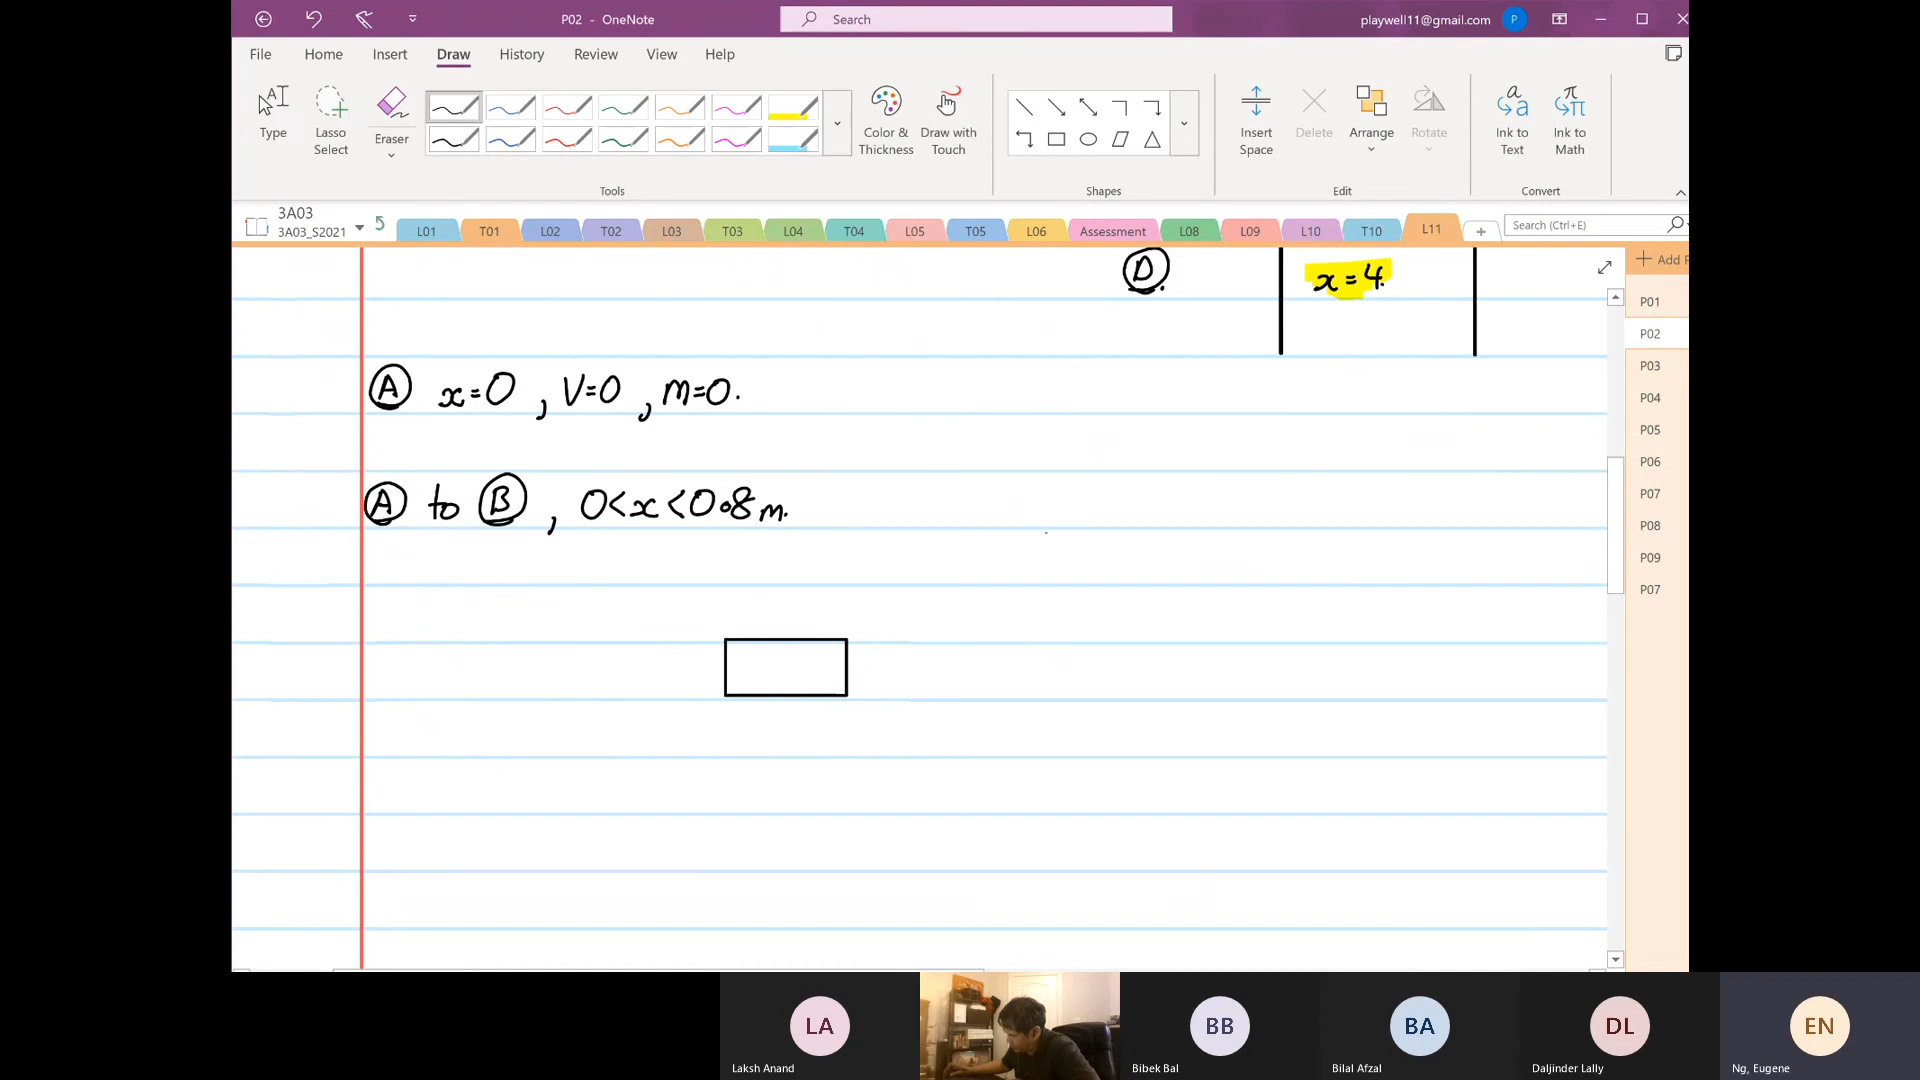 P02 - OneNote
Search
playwell11@gmail.com
P
File Home Insert Draw History Review View Help
Type
Lasso Select
Eraser
Color & Thickness
Draw with Touch
Insert Space
Delete
Arrange
Rotate
Ink to Text
Ink to Math
Tools Shapes Edit Convert
3A03
3A03_S2021
L01 T01 L02 T02 L03 T03 L04 T04 L05 T05 L06 Assessment L08 L09 L10 T10 L11 +
Search (Ctrl+E)
Add P
P01
P02
P03
P04
P05
P06
P07
P08
P09
P07
D.
x=4.
A x=0, V=0, M=0.
A to B, 0<x<0.8m.
LA BB BA DL EN
Laksh Anand Bibek Bal Bilal Afzal Daljinder Lally Ng, Eugene